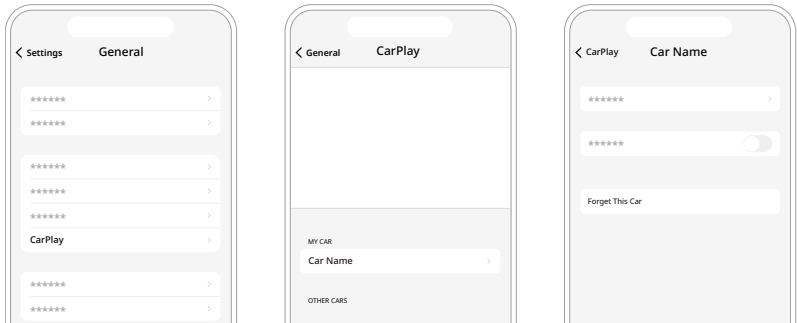 Settings
General
******
******
******
******
******
CarPlay
******
******
General
CarPlay
MY CAR
Car Name
OTHER CARS
CarPlay
Car Name
******
******
Forget This Car